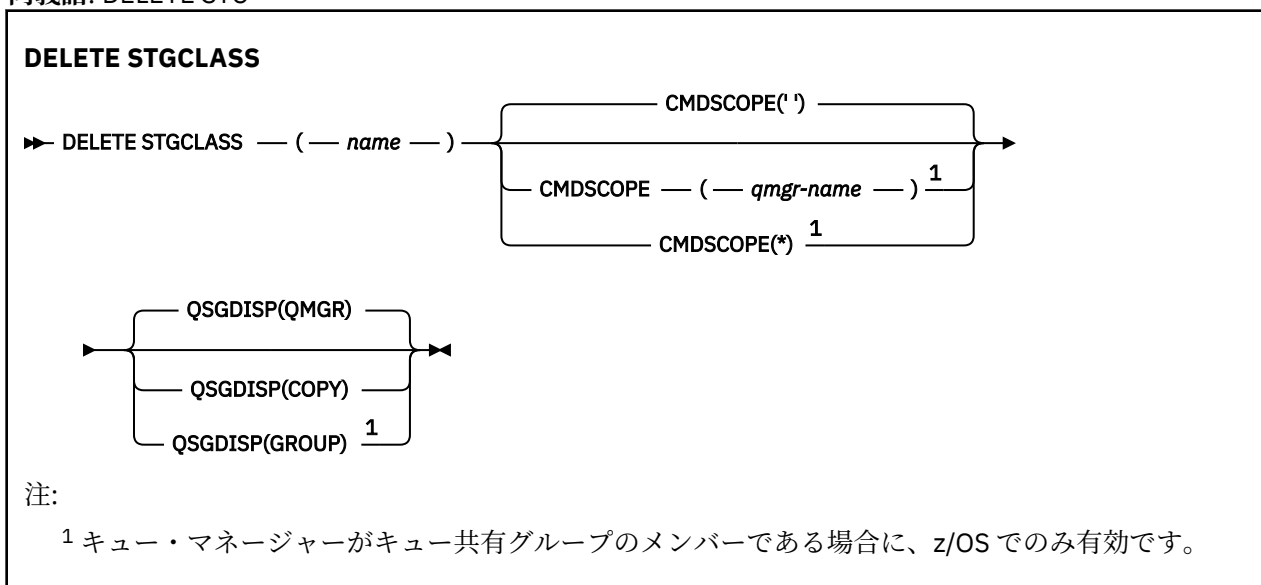 DELETE STGCLASS
CMDSCOPE(' ')
DELETE STGCLASS ( name )
CMDSCOPE ( qmgr-name ) 1
CMDSCOPE(*) 1
QSGDISP(QMGR)
QSGDISP(COPY)
QSGDISP(GROUP) 1
注:
1 キュー・マネージャーがキュー共有グループのメンバーである場合に、z/OS でのみ有効です。